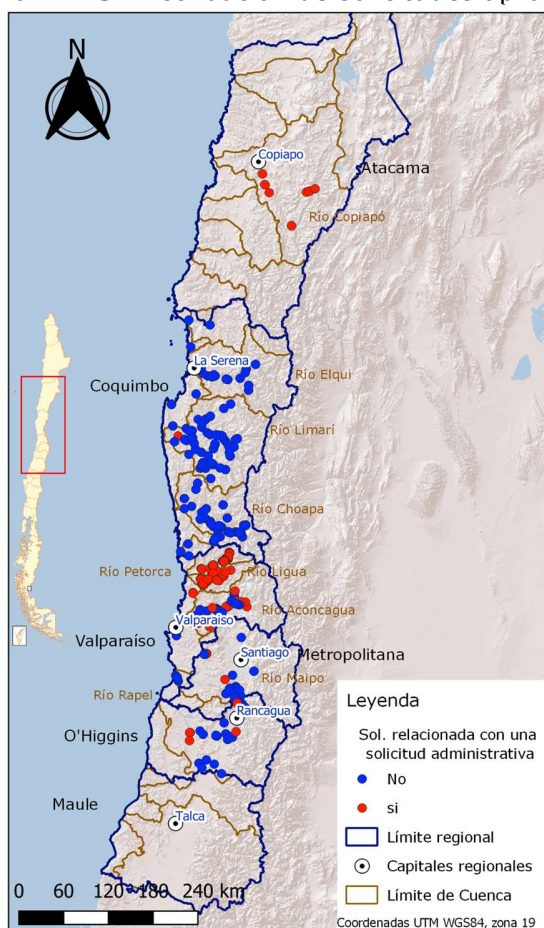 N
Copiapo
Atacama
Río Copiapó
La Serena
Río Elqui
Coquimbo
Río Limarí
Río Choapa
Río Petorca
Río Ligua
Río Aconcagua
Valparaiso
Valparaíso
Santiago
Metropolitana
Río Maipo
Río Rapel
Rancagua
O'Higgins
Maule
Talca
Leyenda
Sol. relacionada con una
solicitud administrativa
No
si
Límite regional
Capitales regionales
Límite de Cuenca
0 60 120 180 240 km
Coordenadas UTM WGS84, zona 19